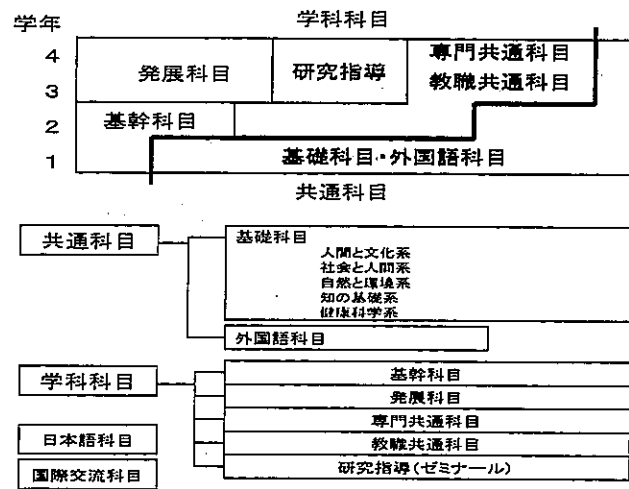 学年
学科科目
4
3
2
1
発展科目
研究指導
専門共通科目
教職共通科目
基幹科目
基礎科目・外国語科目
共通科目
共通科目
基礎科目
人間と文化系
社会と人間系
自然と環境系
知の基礎系
健康科学系
外国語科目
学科科目
基幹科目
発展科目
専門共通科目
教職共通科目
研究指導(ゼミナール)
日本語科目
国際交流科目